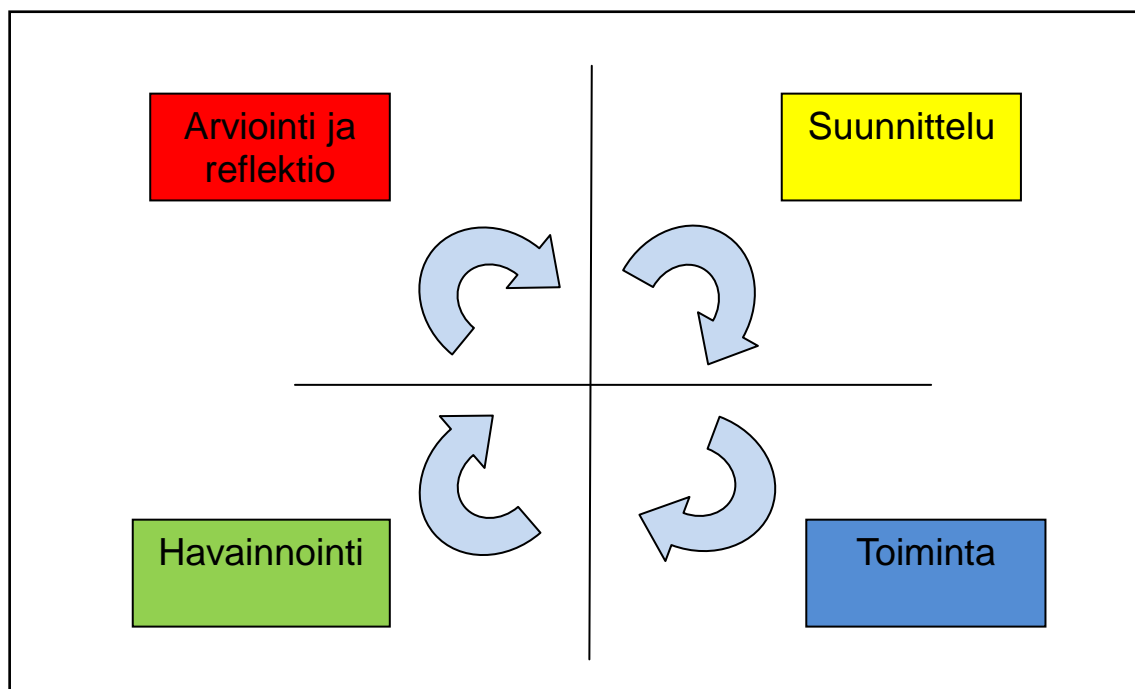 Arviointi ja
reflektio
Suunnittelu
Havainnointi
Toiminta